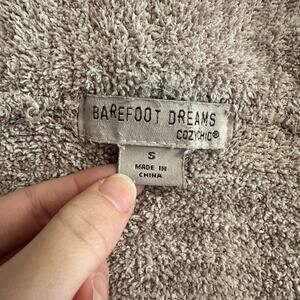 BAREFOOT DREAMS
COZYCHIC®
S
MADE IN
CHINA